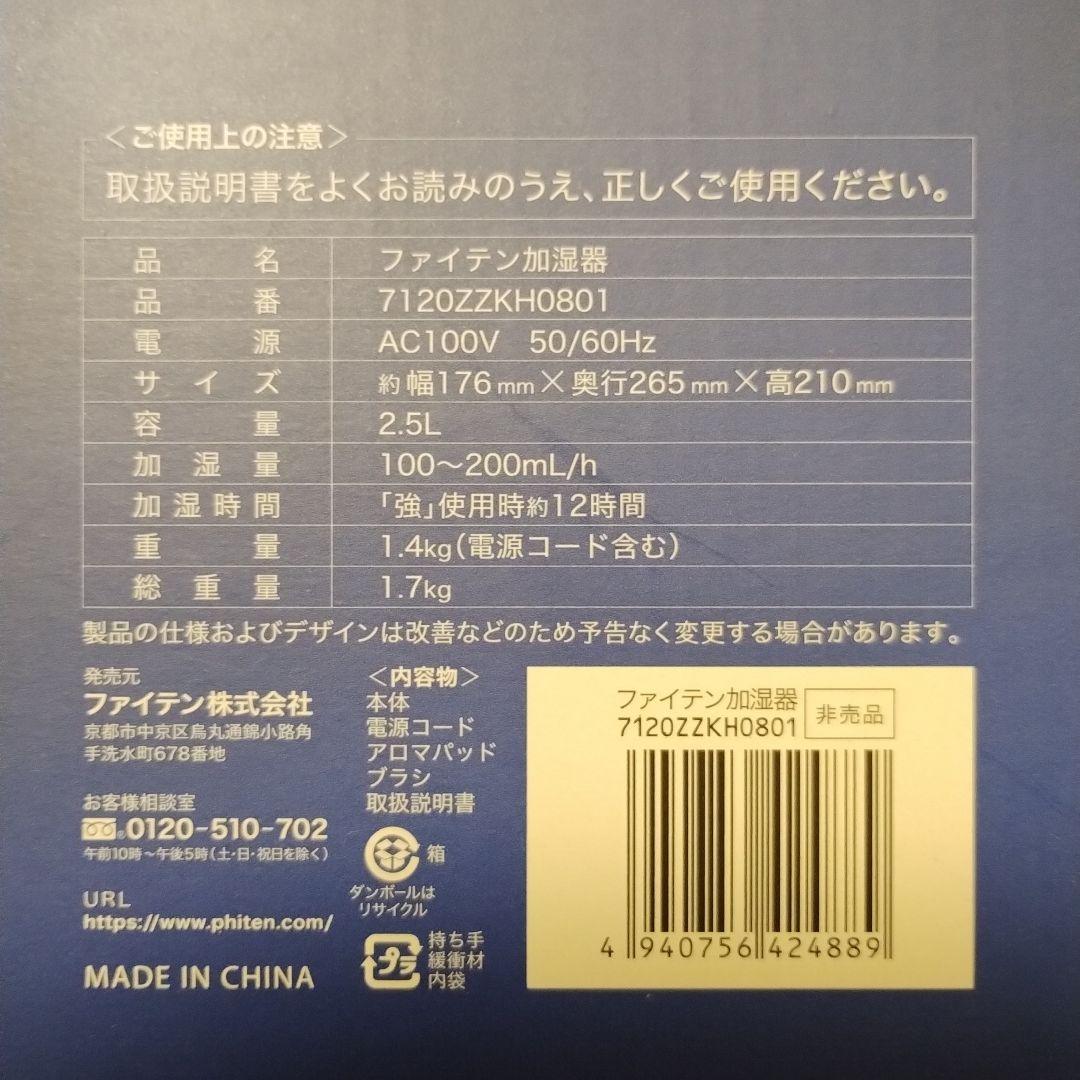 ＜ご使用上の注意＞
取扱説明書をよくお読みのうえ、正しくご使用ください。
品名 ファイテン加湿器
品番 7120ZZKH0801
電源 AC100V 50/60Hz
サイズ 約幅176mm×奥行265mm×高210mm
容量 2.5L
加湿量 100～200mL/h
加湿時間 「強」使用時約12時間
重量 1.4kg（電源コード含む）
総重量 1.7kg
製品の仕様およびデザインは改善などのため予告なく変更する場合があります。
発売元
ファイテン株式会社
京都市中京区烏丸通錦小路角
手洗水町678番地
お客様相談室
®0120-510-702
午前10時～午後5時（土・日・祝日を除く）
URL
https://www.phiten.com/
MADE IN CHINA
＜内容物＞
本体
電源コード
アロマパッド
ブラシ
取扱説明書
箱
ダンボールは
リサイクル
プラ
持ち手
緩衝材
内袋
ファイテン加湿器
7120ZZKH0801
非売品
4 940756 424889